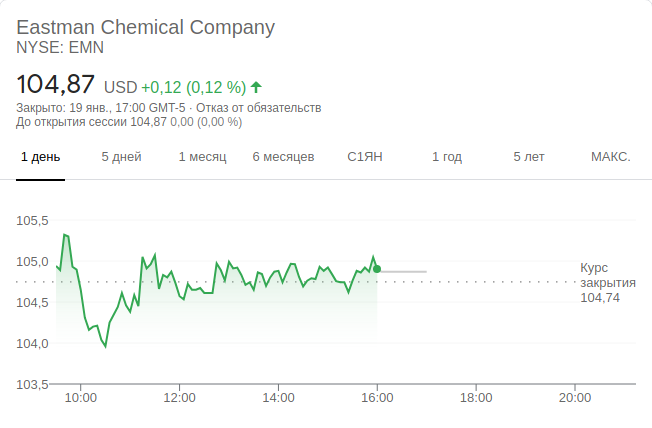 Eastman Chemical Company
NYSE: EMN
104,87 USD +0,12 (0,12 %)
Закрыто: 19 янв., 17:00 GMT-5 · Отказ от обязательств
До открытия сессии 104,87 0,00 (0,00 %)
1 день 5 дней 1 месяц 6 месяцев С1ЯН 1 год 5 лет МАКС.
105,5
105,0
104,5
104,0
103,5
Курс
закрытия
104,74
10:00 12:00 14:00 16:00 18:00 20:00